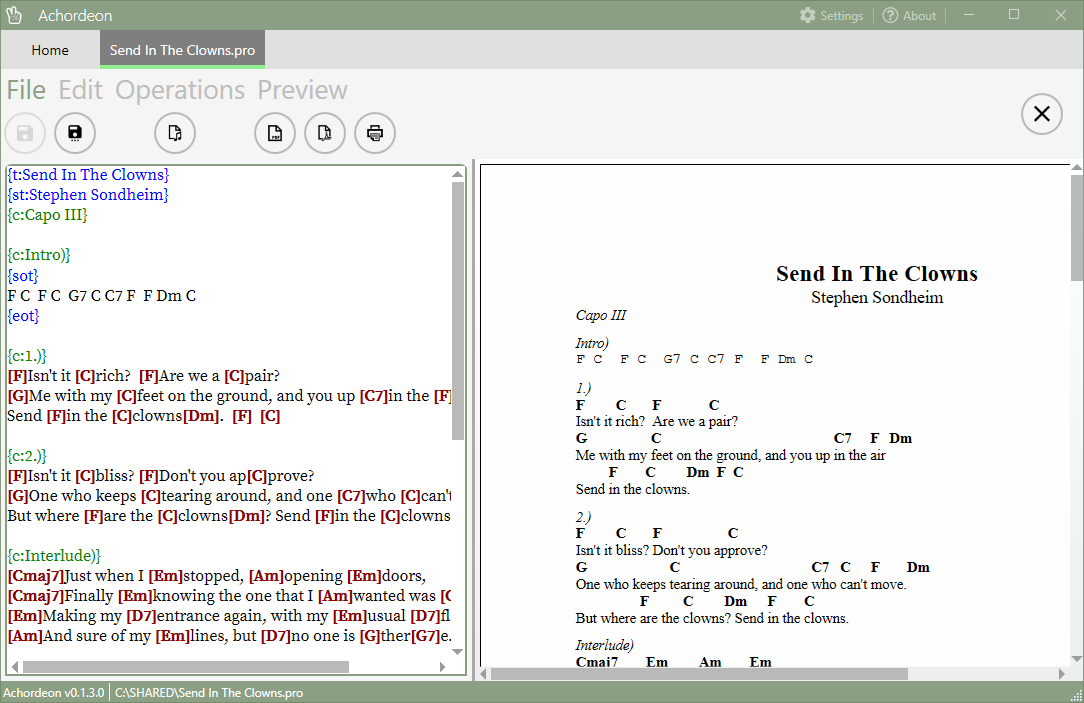 Achordeon
Settings
About
Home
Send In The Clowns.pro
File Edit Operations Preview
{t:Send In The Clowns}
{st:Stephen Sondheim}
{c:Capo III}
{c:Intro)}
{sot}
F C  F C  G7 C C7 F  F Dm C
{eot}
{c:1.)}
[F]Isn't it [C]rich?  [F]Are we a [C]pair?
[G]Me with my [C]feet on the ground, and you up [C7]in the [F]
Send [F]in the [C]clowns[Dm].  [F]  [C]
{c:2.)}
[F]Isn't it [C]bliss? [F]Don't you ap[C]prove?
[G]One who keeps [C]tearing around, and one [C7]who [C]can't
But where [F]are the [C]clowns[Dm]? Send [F]in the [C]clowns
{c:Interlude)}
[Cmaj7]Just when I [Em]stopped, [Am]opening [Em]doors,
[Cmaj7]Finally [Em]knowing the one that I [Am]wanted was [C
[Em]Making my [D7]entrance again, with my [Em]usual [D7]fl
[Am]And sure of my [Em]lines, but [D7]no one is [G]ther[G7]e.
Send In The Clowns
Stephen Sondheim
Capo III
Intro)
F C  F C  G7 C C7 F  F Dm C
1.)
F C F C
Isn't it rich?  Are we a pair?
G C C7 F Dm
Me with my feet on the ground, and you up in the air
F C Dm F C
Send in the clowns.
2.)
F C F C
Isn't it bliss? Don't you approve?
G C C7 C F Dm
One who keeps tearing around, and one who can't move.
F C Dm F C
But where are the clowns? Send in the clowns.
Interlude)
Cmaj7 Em Am Em
Achordeon v0.1.3.0
C:\SHARED\Send In The Clowns.pro